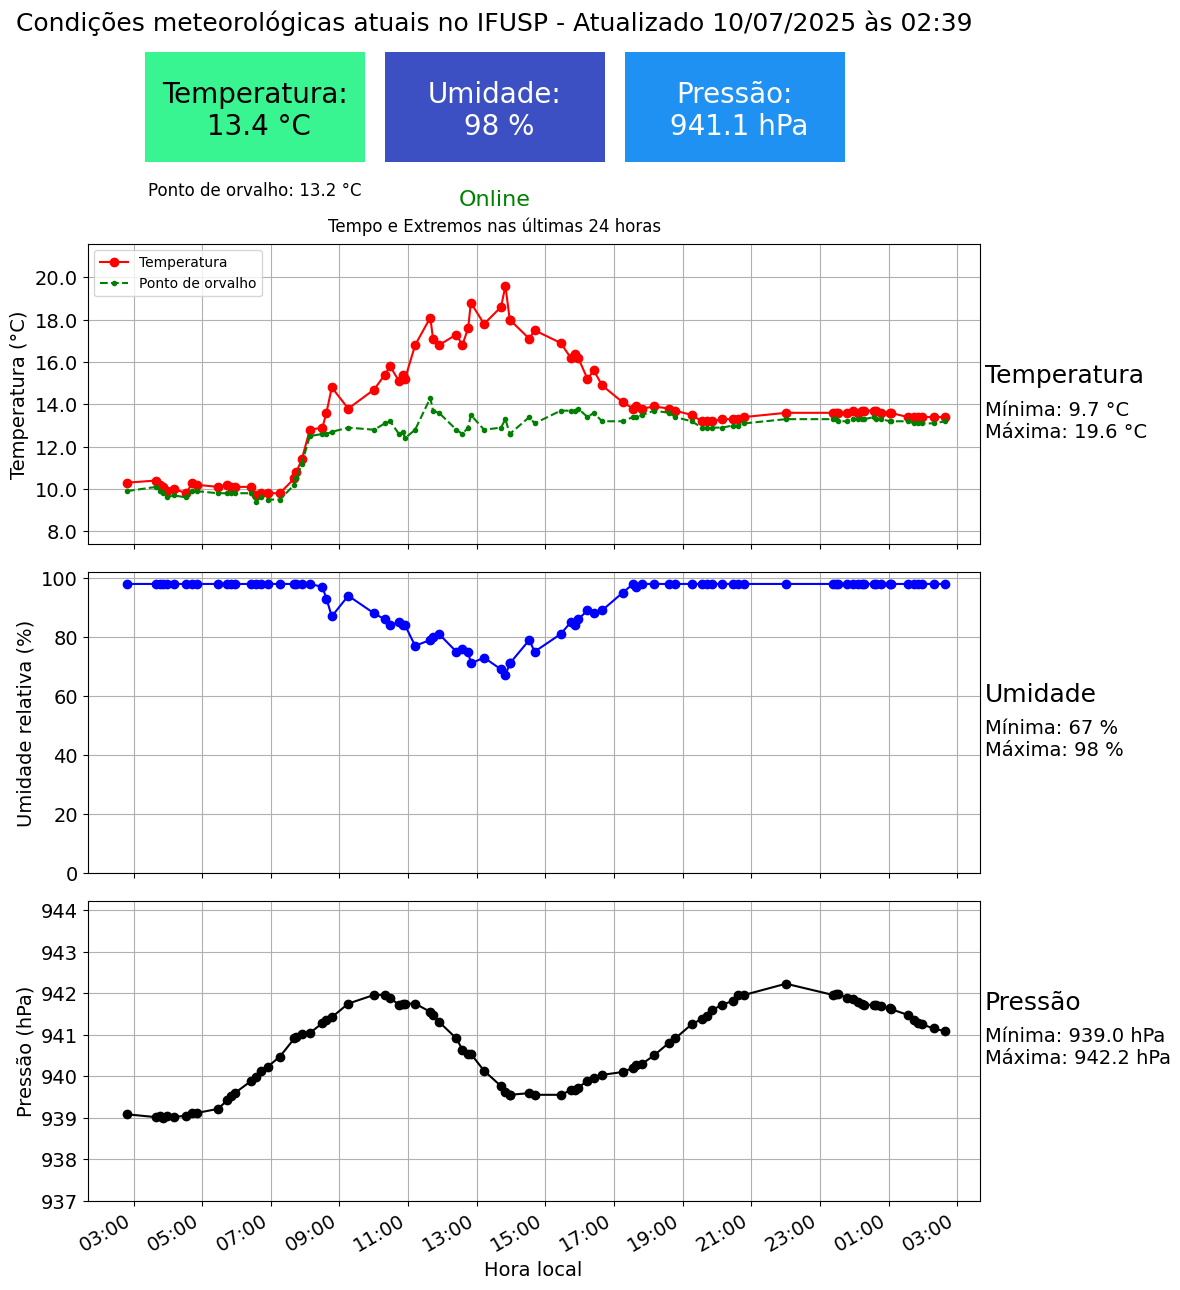 Condições meteorológicas atuais no IFUSP - Atualizado 10/07/2025 às 02:39
Temperatura:
13.4 °C
Umidade:
98 %
Pressão:
941.1 hPa
Ponto de orvalho: 13.2 °C
Online
Tempo e Extremos nas últimas 24 horas
Temperatura
Ponto de orvalho
Temperatura (°C)
20.0
18.0
16.0
14.0
12.0
10.0
8.0
Temperatura
Mínima: 9.7 °C
Máxima: 19.6 °C
Umidade relativa (%)
100
80
60
40
20
0
Umidade
Mínima: 67 %
Máxima: 98 %
Pressão (hPa)
944
943
942
941
940
939
938
937
Pressão
Mínima: 939.0 hPa
Máxima: 942.2 hPa
03:00
05:00
07:00
09:00
11:00
13:00
15:00
17:00
19:00
21:00
23:00
01:00
03:00
Hora local